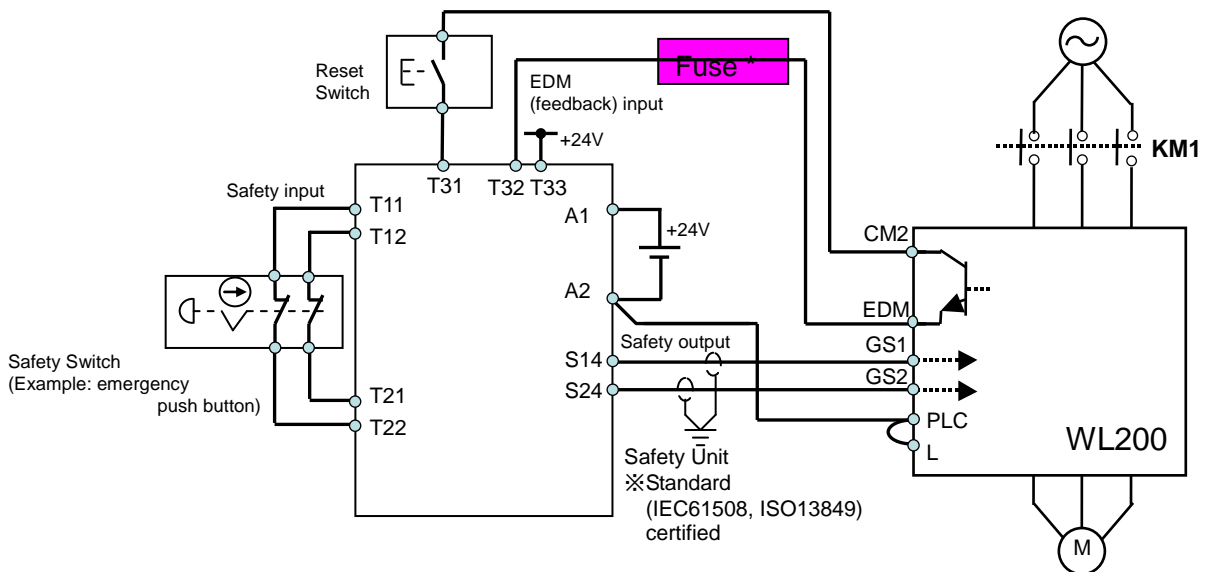 Reset
Switch
EDM
(feedback) input
Fuse *
+24V
KM1
T31
T32
T33
Safety input
T11
T12
A1
+24V
A2
CM2
EDM
GS1
GS2
PLC
L
WL200
Safety output
S14
S24
Safety Switch
(Example: emergency
push button)
T21
T22
Safety Unit
※Standard
(IEC61508, ISO13849)
certified
M